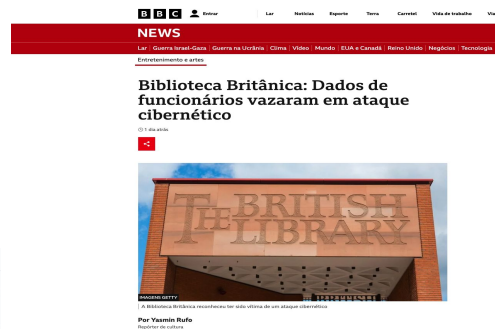 BBC Entrar Lar Notícias Esporte Terra Carretel Vida de trabalho
NEWS
Lar Guerra Israel-Gaza Guerra na Ucrânia Clima Vídeo Mundo EUA e Canadá Reino Unido Negócios Tecnologia
Entretenimento e artes
Biblioteca Britânica: Dados de
funcionários vazaram em ataque
cibernético
1 dia atrás
THE BRITISH
LIBRARY
IMAGENS GETTY
A Biblioteca Britânica reconheceu ter sido vítima de um ataque cibernético
Por Yasmin Rufo
Repórter de cultura